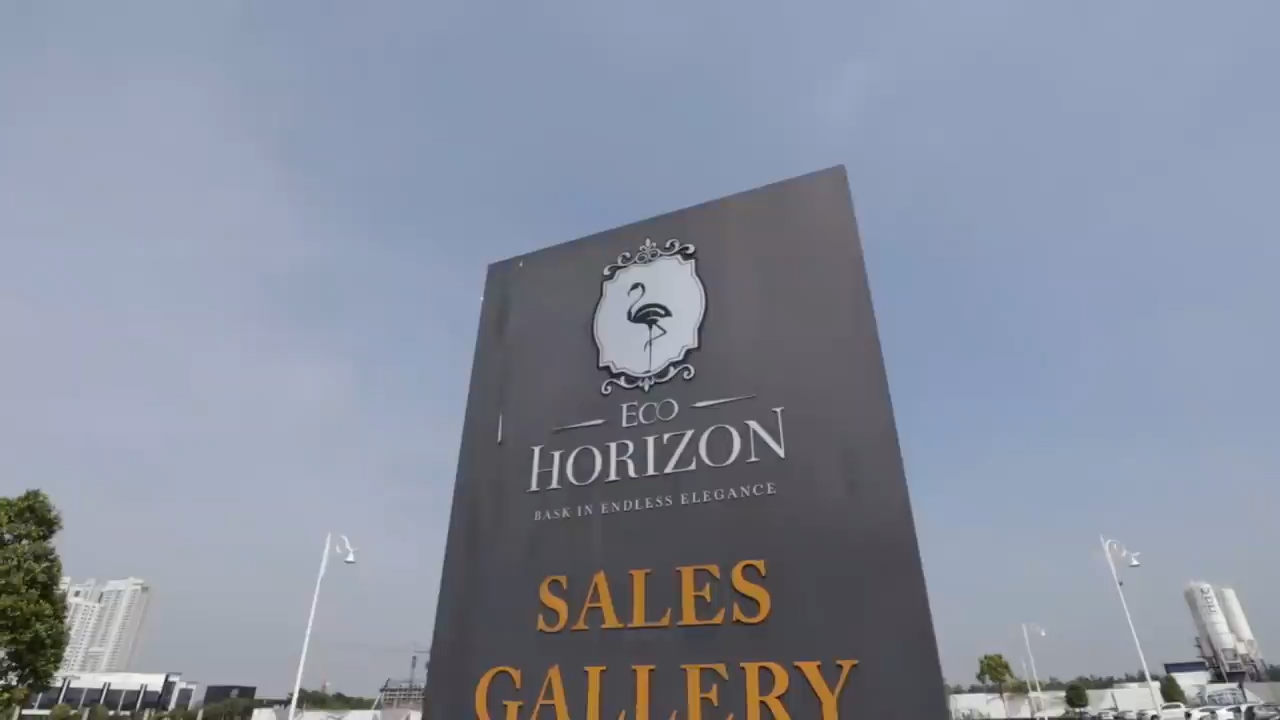 ECO
HORIZON
BASK IN ENDLESS ELEGANCE
SALES
GALLERY